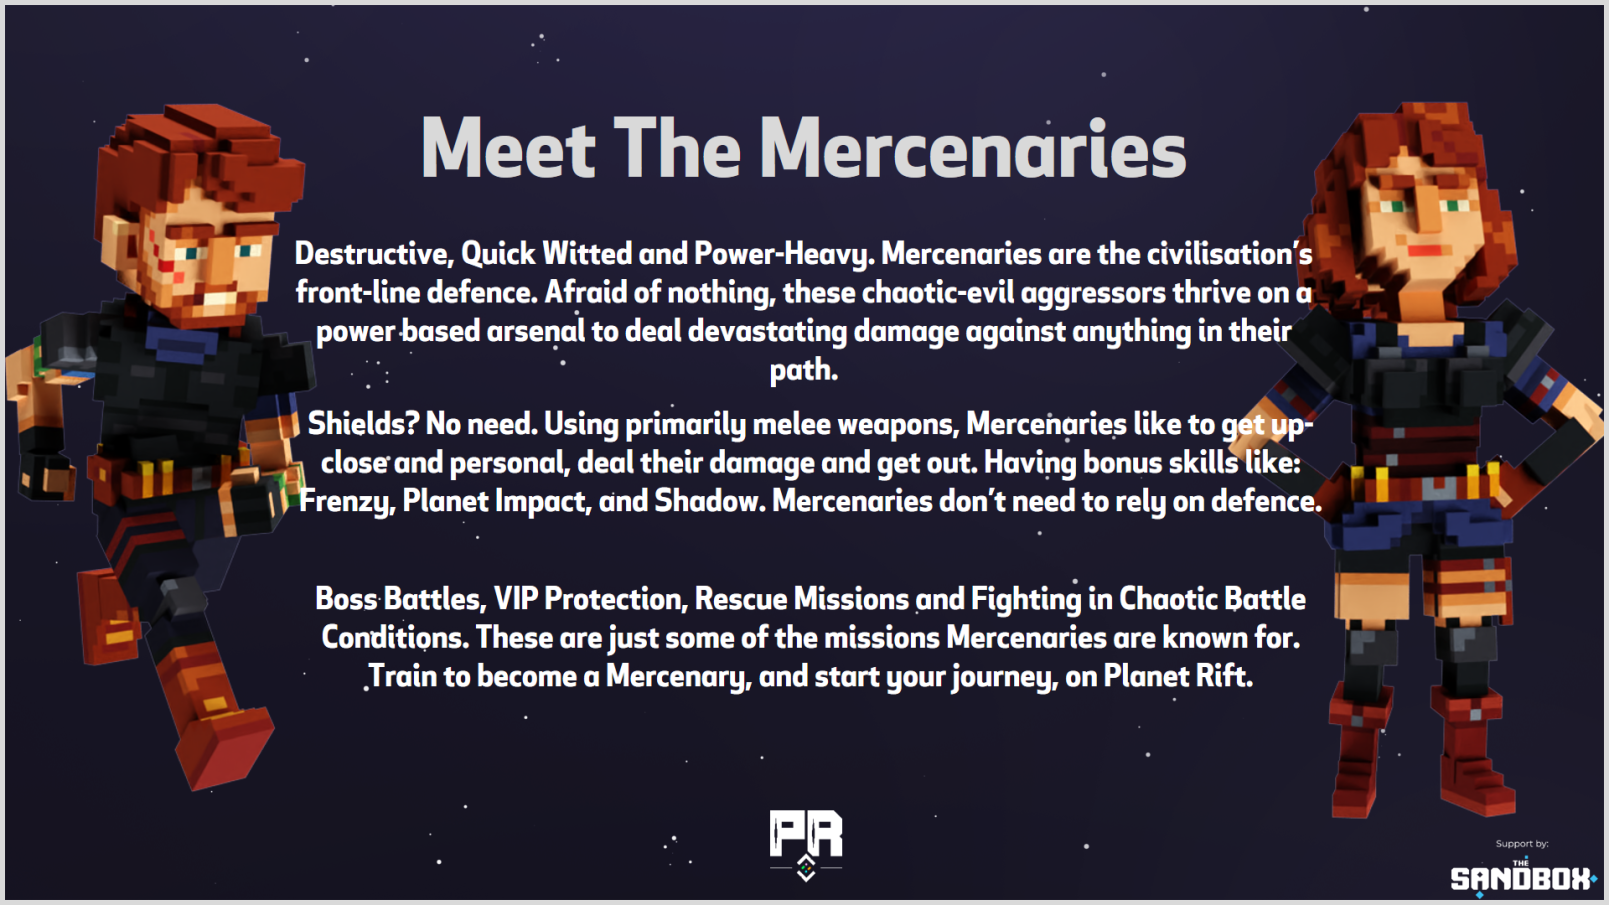 Meet The Mercenaries
Destructive, Quick Witted and Power-Heavy. Mercenaries are the civilisation's
front-line defence. Afraid of nothing, these chaotic-evil aggressors thrive on a
power based arsenal to deal devastating damage against anything in their
path.
Shields? No need. Using primarily melee weapons, Mercenaries like to get up-
close and personal, deal their damage and get out. Having bonus skills like:
Frenzy, Planet Impact, and Shadow. Mercenaries don't need to rely on defence.
Boss Battles, VIP Protection, Rescue Missions and Fighting in Chaotic Battle
Conditions. These are just some of the missions Mercenaries are known for.
Train to become a Mercenary, and start your journey, on Planet Rift.
PR
Support by:
THE
SANDBOX